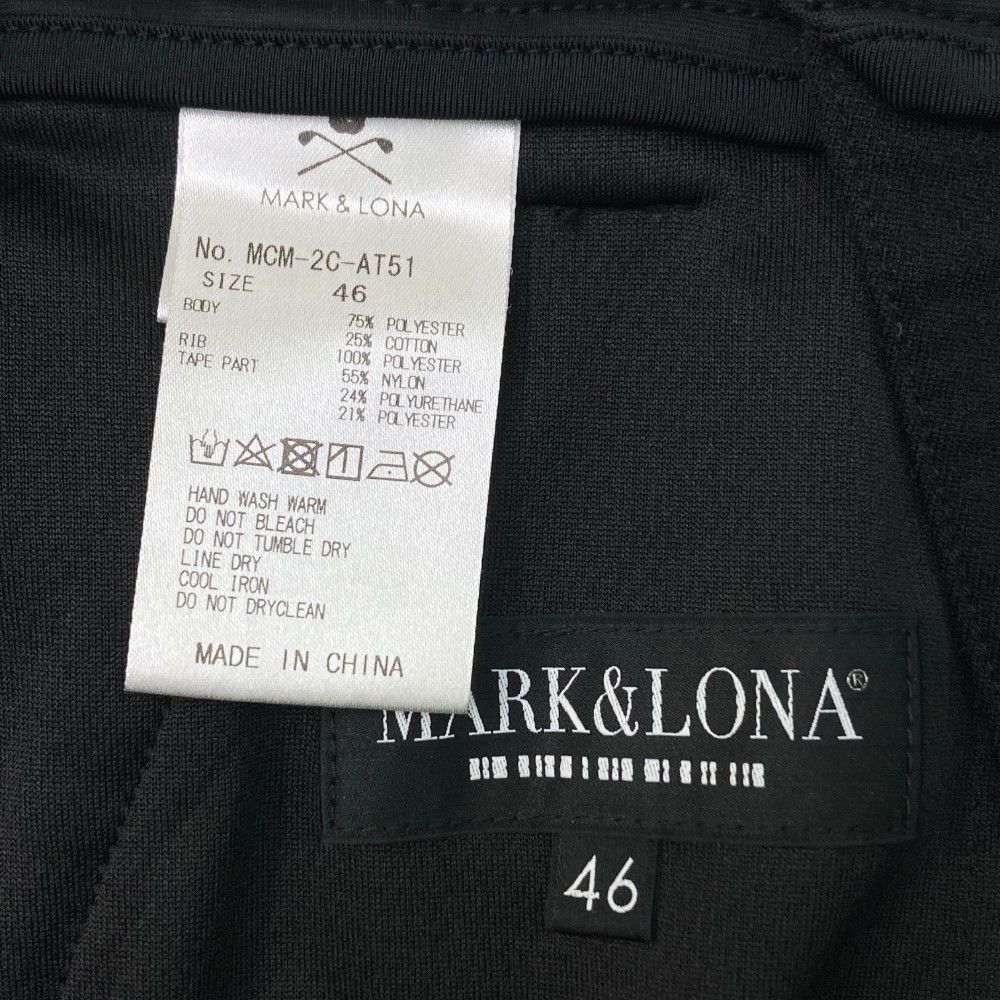 MARK & LONA
No. MCM-2C-AT51
SIZE 46
BODY 75% POLYESTER
25% COTTON
RIB 100% POLYESTER
TAPE PART 55% NYLON
24% POLYURETHANE
21% POLYESTER
1
HAND WASH WARM
DO NOT BLEACH
DO NOT TUMBLE DRY
LINE DRY
COOL IRON
DO NOT DRYCLEAN
MADE IN CHINA
MARK&LONA®
46